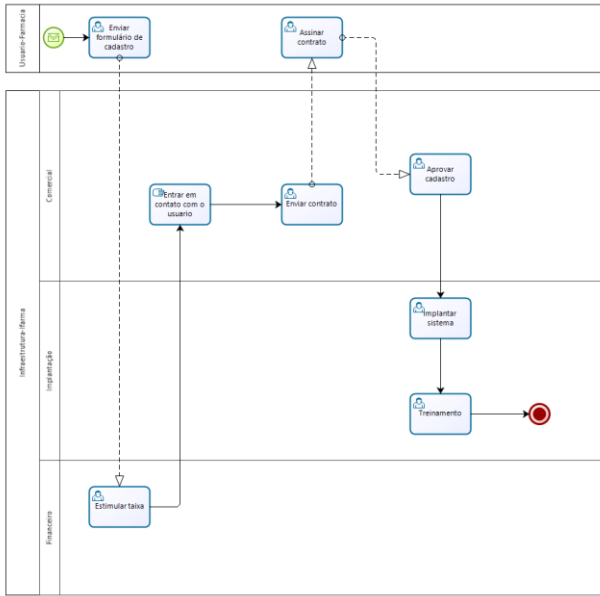 Usuario-Farmacia
Enviar
formulário de
cadastro
Assinar
contrato
Infraestrutura-Ifarma
Comercial
Entrar em
contato com o
usuario
Enviar contrato
Aprovar
cadastro
Implantação
Implantar
sistema
Treinamento
Financeiro
Estimular taixa